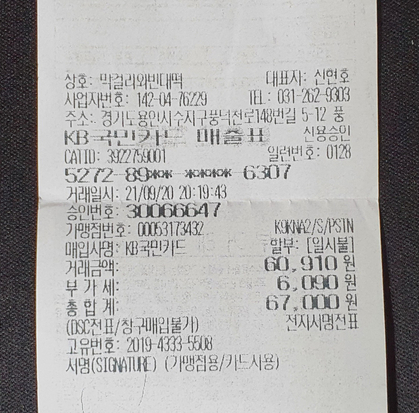 상호: 막걸리와빈대떡 대표자: 신현호
사업자번호: 142-04-76229 TEL: 031-262-9303
주소: 경기도용인시수지구풍덕천로148번길 5-12 풍
KB국민카드 매출표 신용승인
CATID: 3922759001 일련번호: 0128
5272-89** **** 6307
거래일시: 21/09/20 20:19:43
승인번호: 30066647
가맹점번호: 00063173432 K9KNA2/S/PS1N
매입사명: KB국민카드 할부: [일시불]
거래금액: 60,910 원
부 가 세: 6,090 원
총 합 계: 67,000 원
(DSC전표/창구매입불가) 전자서명전표
고유번호: 2019-4333-5508
서명(SIGNATURE) (가맹점용/카드사용)